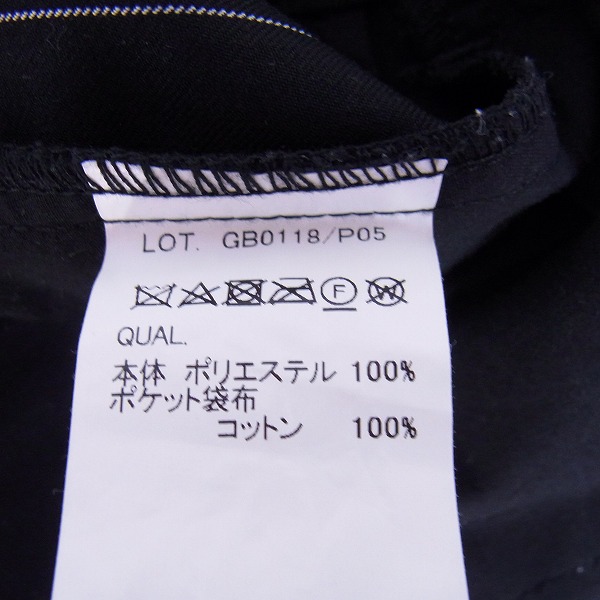 LOT. GB0118/P05
F W
QUAL.
本体 ポリエステル 100%
ポケット袋布
コットン 100%